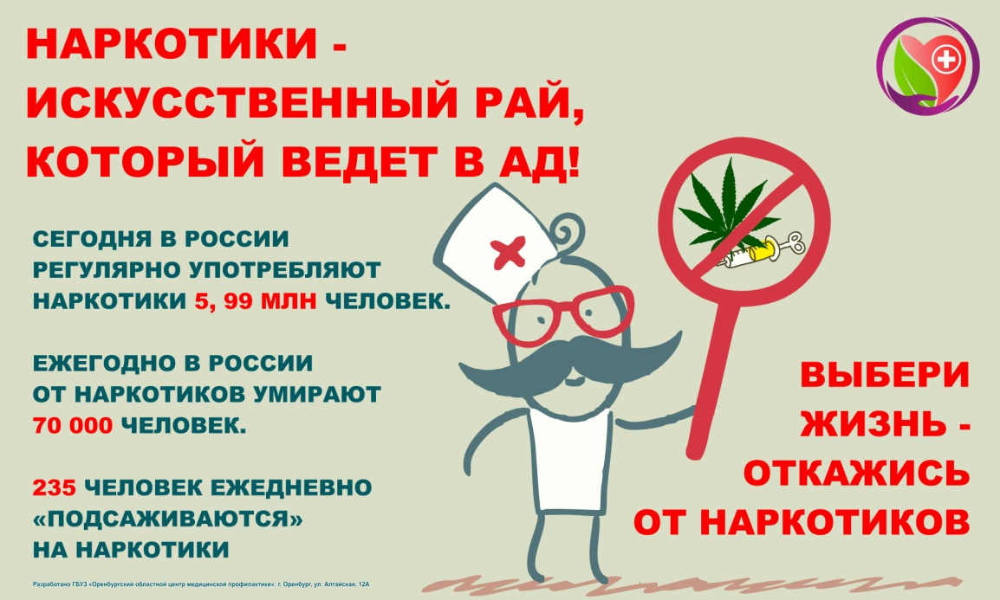 НАРКОТИКИ -
ИСКУССТВЕННЫЙ РАЙ,
КОТОРЫЙ ВЕДЕТ В АД!
СЕГОДНЯ В РОССИИ
РЕГУЛЯРНО УПОТРЕБЛЯЮТ
НАРКОТИКИ 5, 99 МЛН ЧЕЛОВЕК.
ЕЖЕГОДНО В РОССИИ
ОТ НАРКОТИКОВ УМИРАЮТ
70 000 ЧЕЛОВЕК.
235 ЧЕЛОВЕК ЕЖЕДНЕВНО
«ПОДСАЖИВАЮТСЯ»
НА НАРКОТИКИ
ВЫБЕРИ
ЖИЗНЬ -
ОТКАЖИСЬ
ОТ НАРКОТИКОВ
Разработано ГБУЗ «Оренбургский областной центр медицинской профилактики»: г. Оренбург, ул. Алтайская, 12А